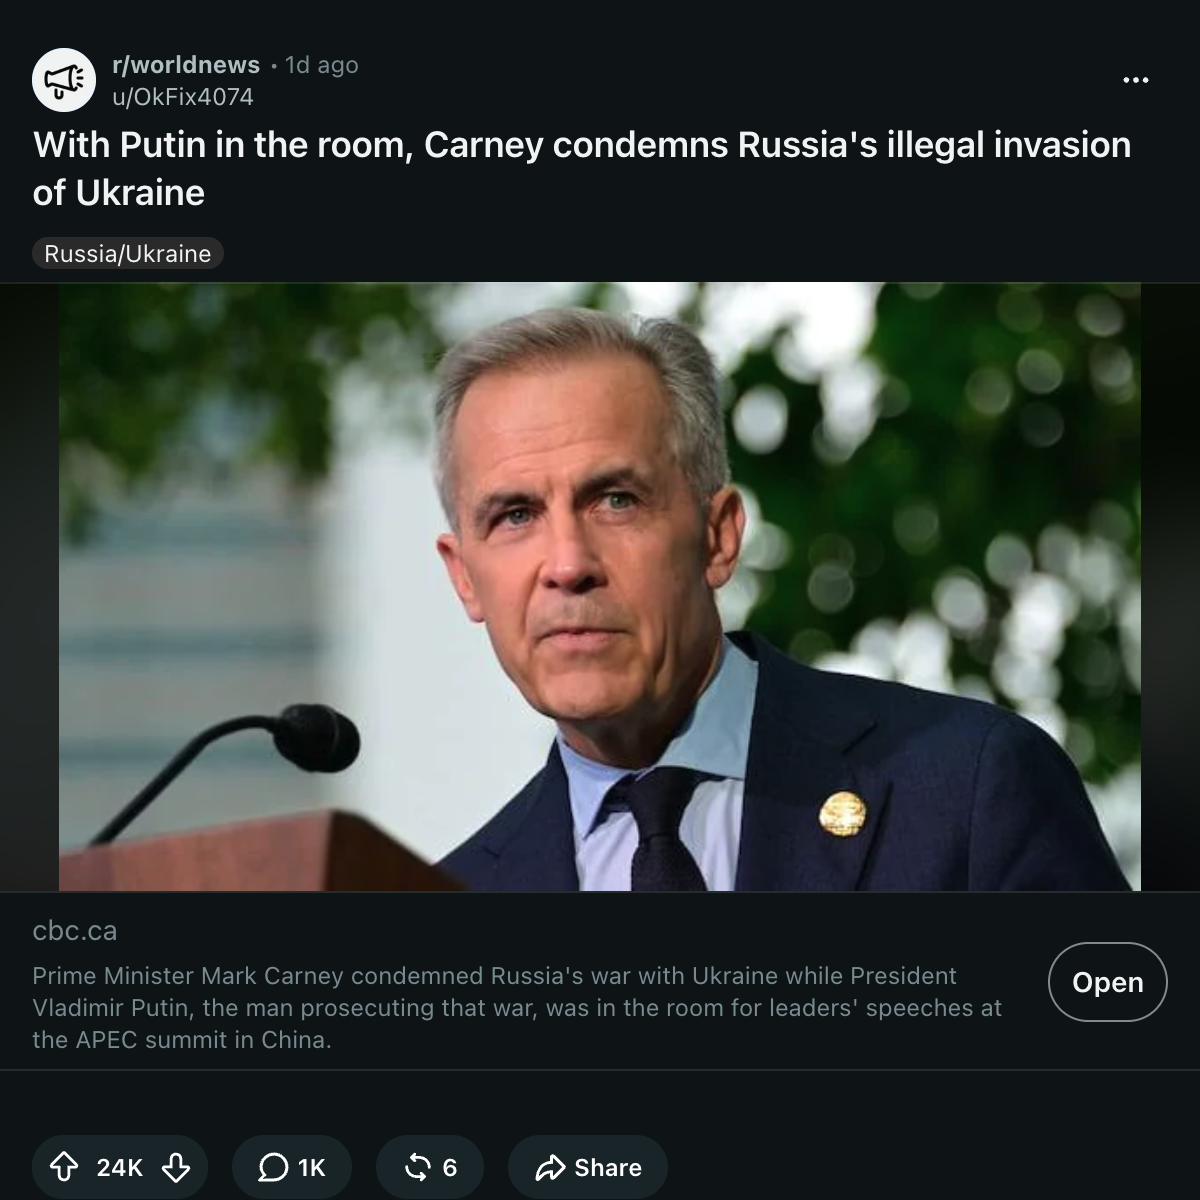 r/worldnews • 1d ago
u/OkFix4074
With Putin in the room, Carney condemns Russia's illegal invasion
of Ukraine
Russia/Ukraine
cbc.ca
Prime Minister Mark Carney condemned Russia's war with Ukraine while President
Vladimir Putin, the man prosecuting that war, was in the room for leaders' speeches at
the APEC summit in China.
Open
24K 1K 6 Share